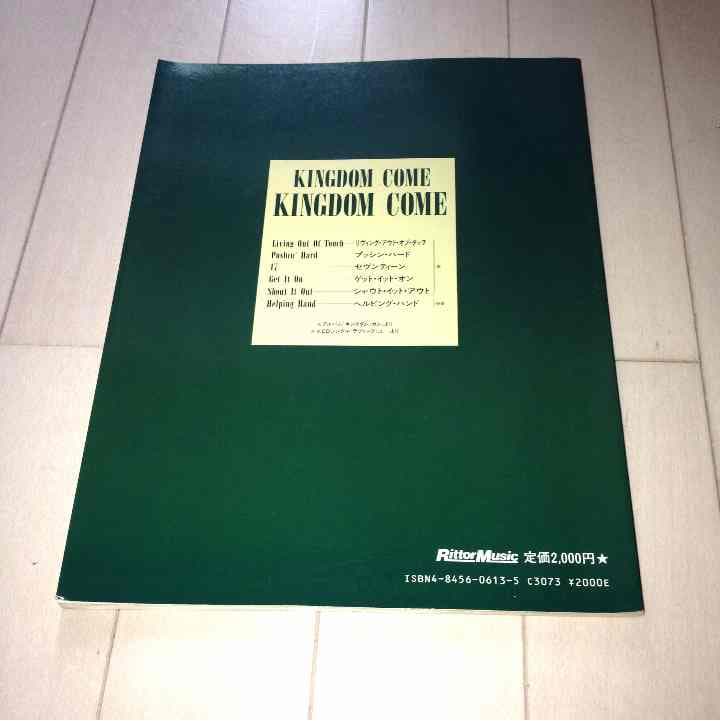 KINGDOM COME
KINGDOM COME
Living Out Of Touch リヴィング・アウト・オブ・タッチ
Pushin' Hard プッシン・ハード
17 セヴンティーン
Get It On ゲット・イット・オン
Shout It Out シャウト・イット・アウト
Helping Hand ヘルピング・ハンド
Rittor Music 定価2,000円★
ISBN4-8456-0613-5 C3073 ¥2000E